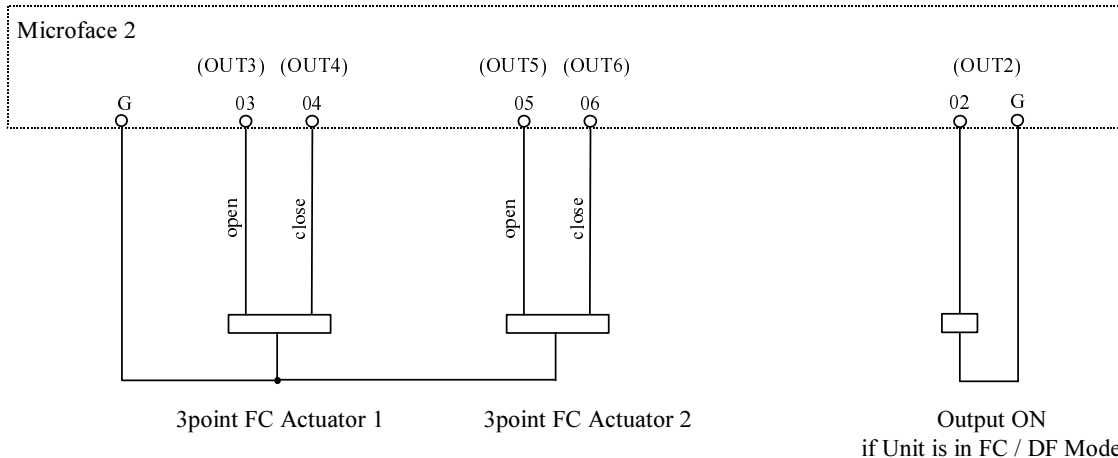 Microface 2
(OUT3) (OUT4) (OUT5) (OUT6) (OUT2)
G 03 04 05 06 02 G
open close open close
3point FC Actuator 1 3point FC Actuator 2 Output ON
if Unit is in FC / DF Mode